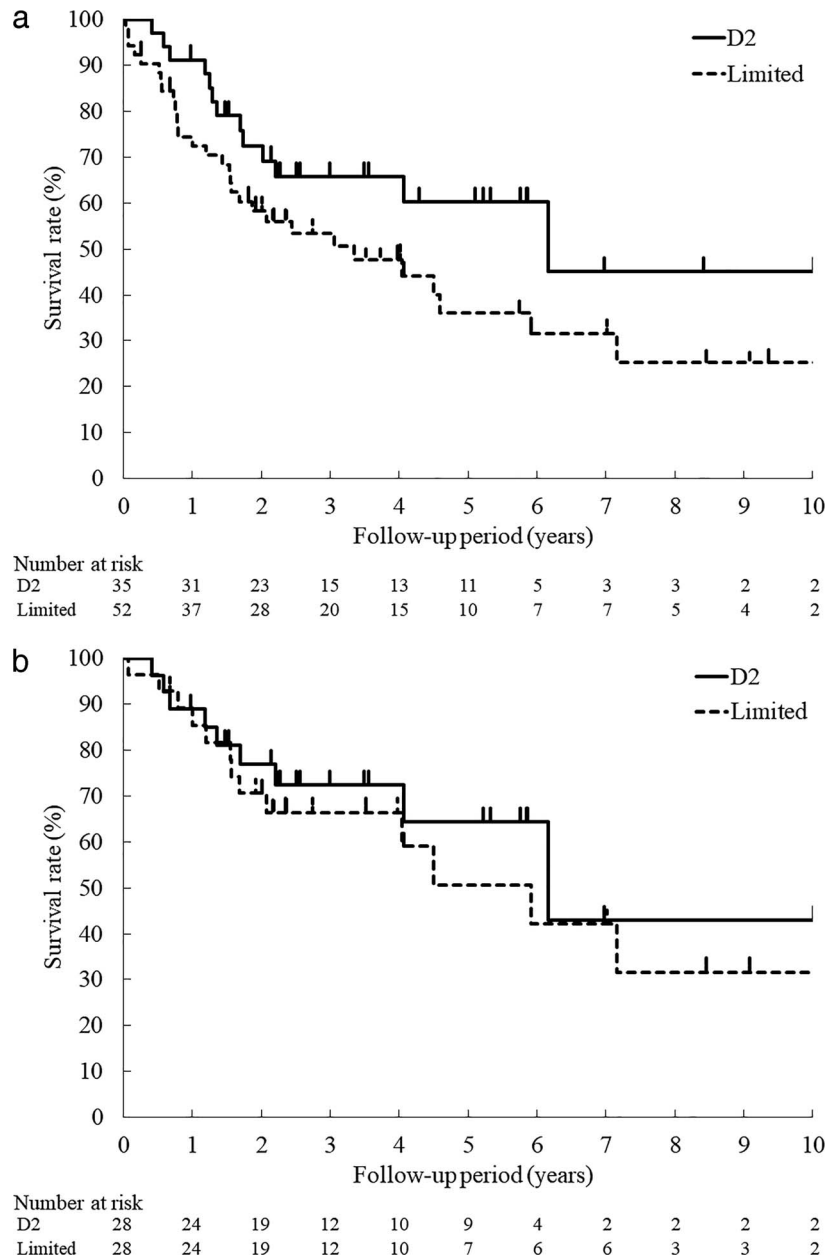 a
D2
Limited
100
90
80
70
60
50
40
30
20
10
0
Survival rate (%)
0 1 2 3 4 5 6 7 8 9 10
Follow-up period (years)
Number at risk
D2 35 31 23 15 13 11 5 3 3 2 2
Limited 52 37 28 20 15 10 7 7 5 4 2
b
D2
Limited
100
90
80
70
60
50
40
30
20
10
0
Survival rate (%)
0 1 2 3 4 5 6 7 8 9 10
Follow-up period (years)
Number at risk
D2 28 24 19 12 10 9 4 2 2 2 2
Limited 28 24 19 12 10 7 6 6 3 3 2